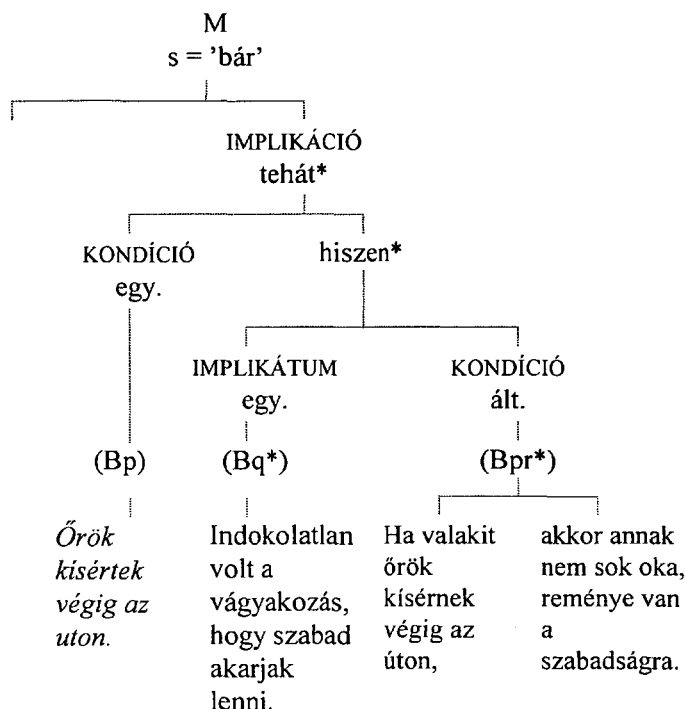 M
s = ’bár’
IMPLIKÁCIÓ
tehát*
KONDÍCIÓ
egy.
hiszen*
IMPLIKÁTUM
egy.
KONDÍCIÓ
ált.
(Bp)
(Bq*)
(Bpr*)
Őrök
kísértek
végig az
uton.
Indokolatlan
volt a
vágyakozás,
hogy szabad
akarjak
lenni.
Ha valakit
őrök
kísérnek
végig az
úton,
akkor annak
nem sok oka,
reménye van
a
szabadságra.